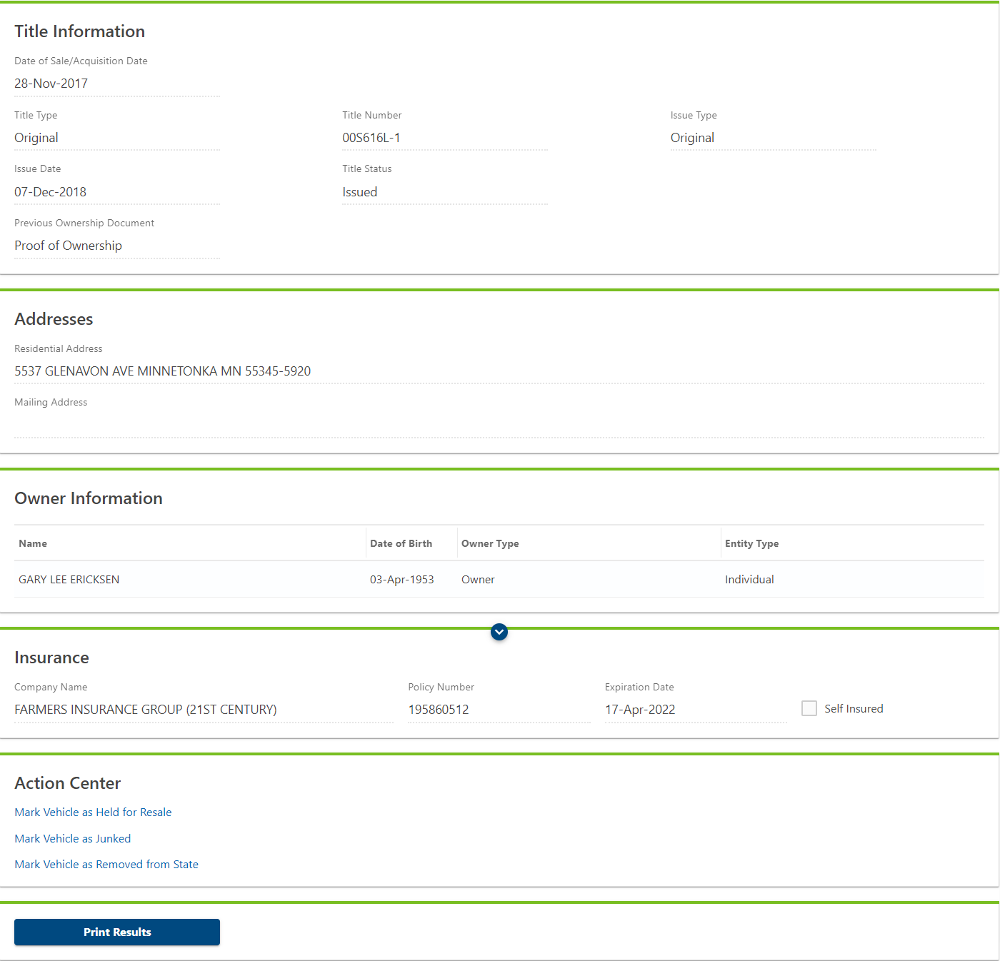 Title Information
Date of Sale/Acquisition Date
28-Nov-2017
Title Type
Title Number
Issue Type
Original
00S616L-1
Original
Issue Date
Title Status
07-Dec-2018
Issued
Previous Ownership Document
Proof of Ownership
Addresses
Residential Address
5537 GLENAVON AVE MINNETONKA MN 55345-5920
Mailing Address
Owner Information
Name
Date of Birth
Owner Type
Entity Type
GARY LEE ERICKSEN
03-Apr-1953
Owner
Individual
Insurance
Company Name
Policy Number
Expiration Date
FARMERS INSURANCE GROUP (21ST CENTURY)
195860512
17-Apr-2022
Self Insured
Action Center
Mark Vehicle as Held for Resale
Mark Vehicle as Junked
Mark Vehicle as Removed from State
Print Results